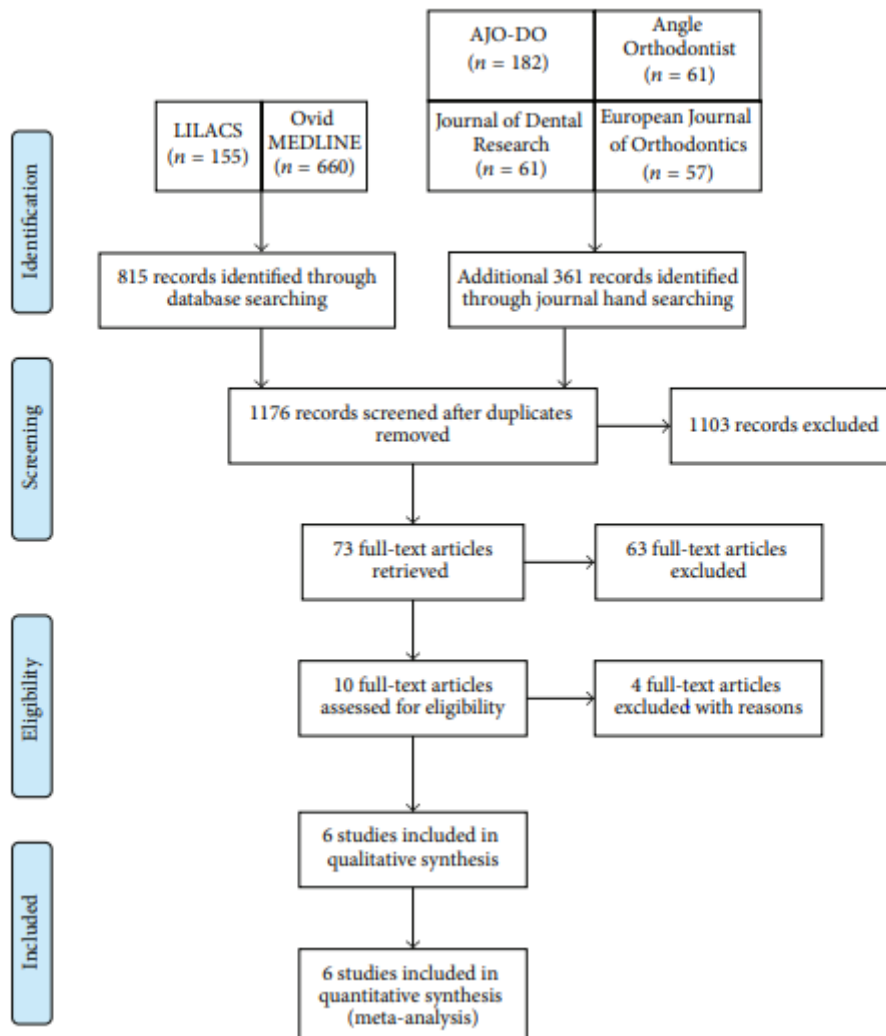 AJO-DO
(n = 182)
Angle
Orthodontist
(n = 61)
LILACS
(n = 155)
Ovid
MEDLINE
(n = 660)
Journal of Dental
Research
(n = 61)
European Journal
of Orthodontics
(n = 57)
Identification
815 records identified through
database searching
Additional 361 records identified
through journal hand searching
Screening
1176 records screened after duplicates
removed
1103 records excluded
73 full-text articles
retrieved
63 full-text articles
excluded
Eligibility
10 full-text articles
assessed for eligibility
4 full-text articles
excluded with reasons
Included
6 studies included in
qualitative synthesis
6 studies included in
quantitative synthesis
(meta-analysis)